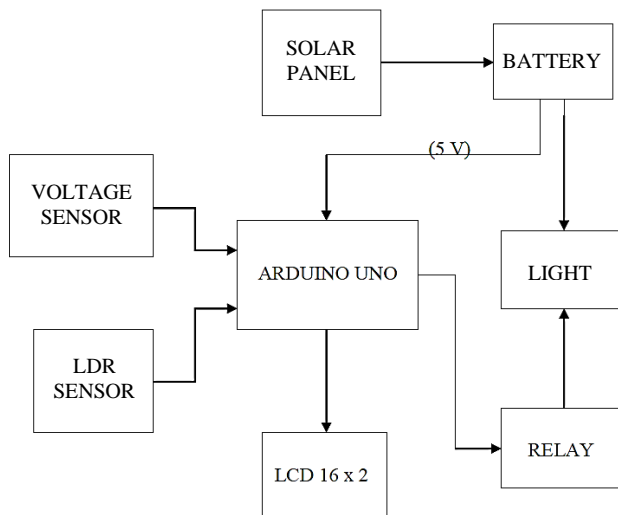 SOLAR
PANEL
BATTERY
(5 V)
VOLTAGE
SENSOR
ARDUINO UNO
LIGHT
LDR
SENSOR
RELAY
LCD 16 x 2